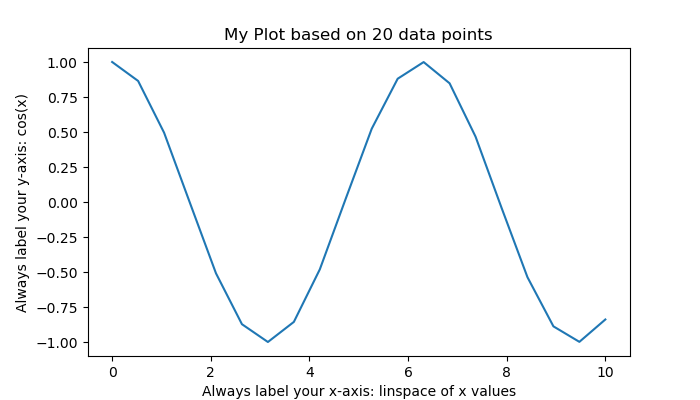 My Plot based on 20 data points
Always label your y-axis: cos(x)
1.00
0.75
0.50
0.25
0.00
−0.25
−0.50
−0.75
−1.00
0 2 4 6 8 10
Always label your x-axis: linspace of x values